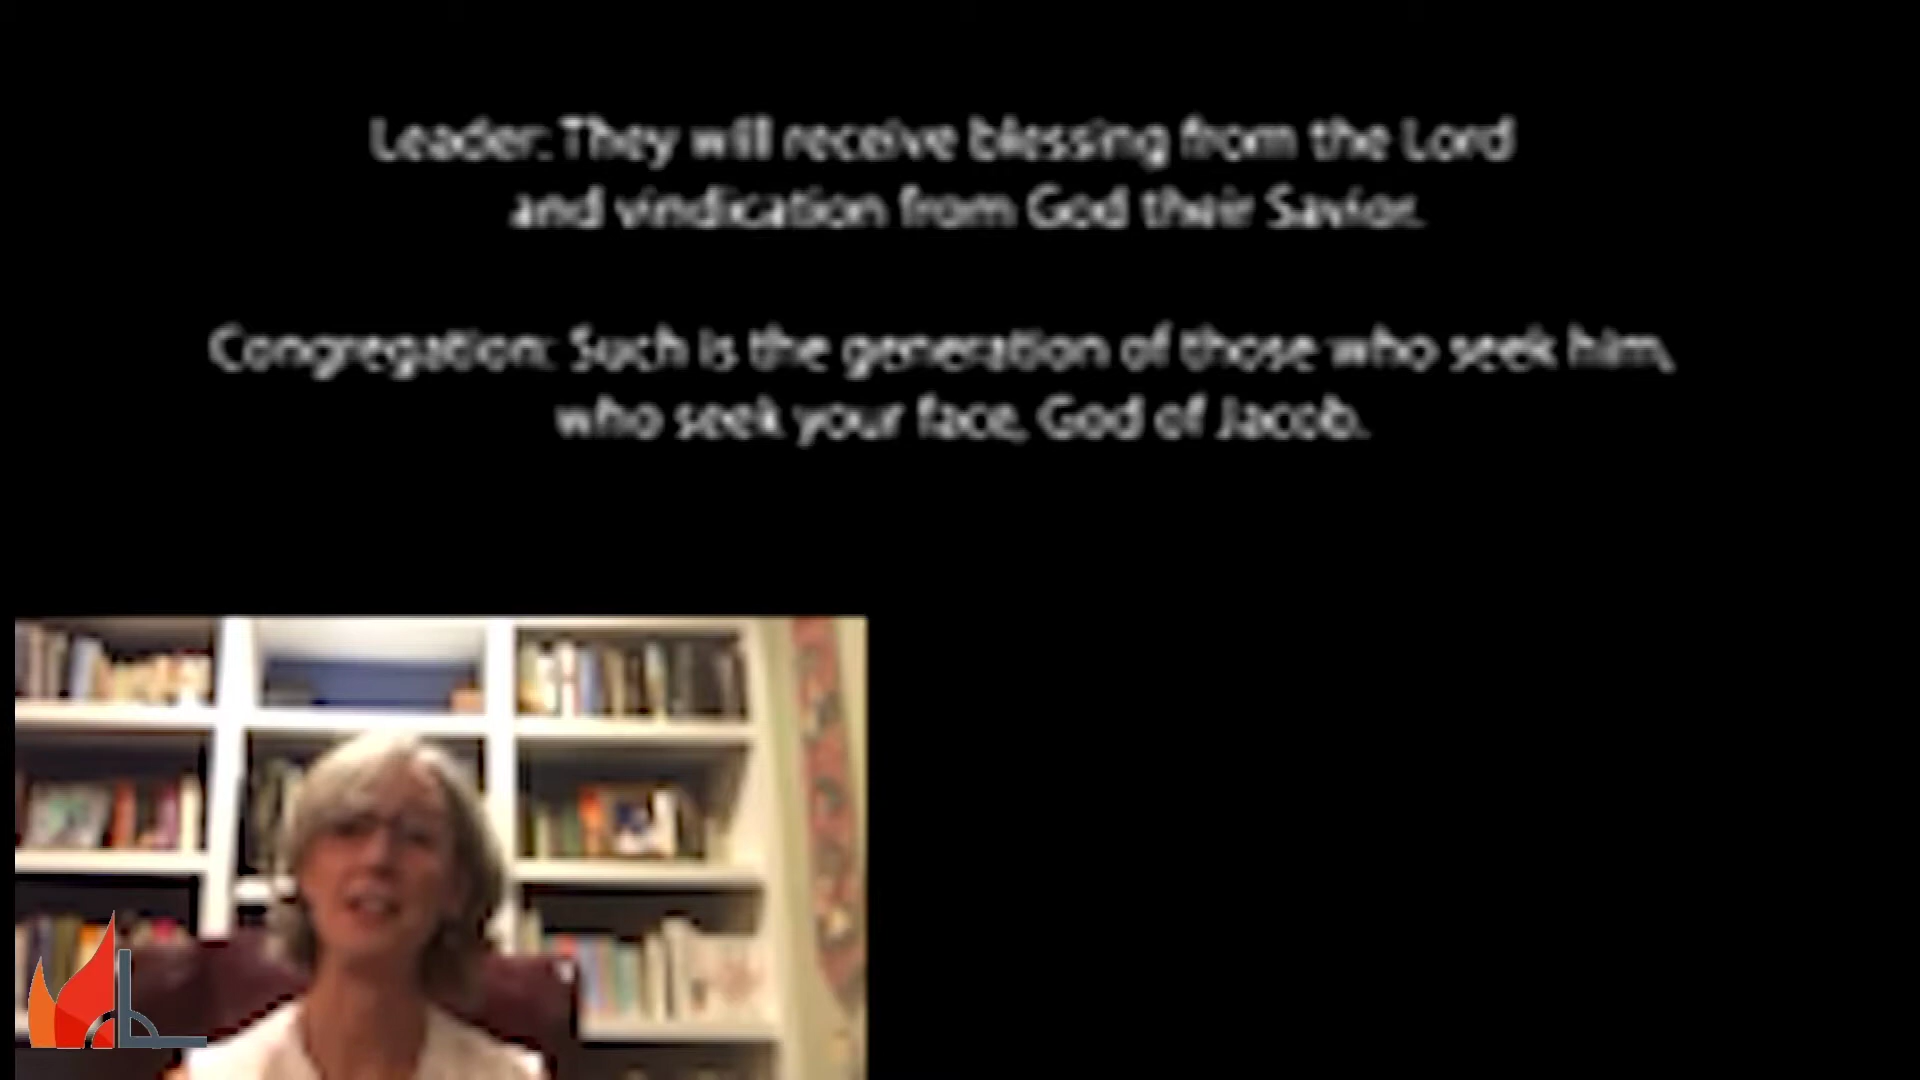 Leader: They will receive blessing from the Lord
and vindication from God their Savior.
Congregation: Such is the generation of those who seek him,
who seek your face, God of Jacob.